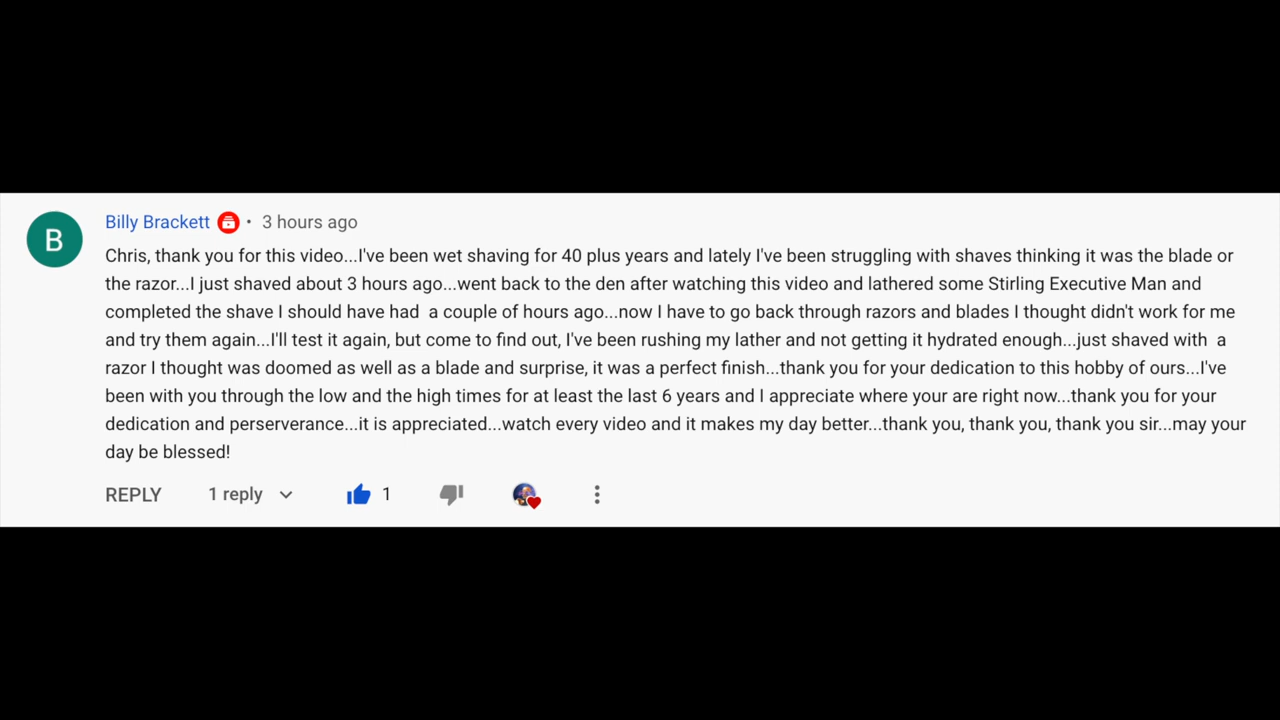 B
Billy Brackett • 3 hours ago
Chris, thank you for this video...I've been wet shaving for 40 plus years and lately I've been struggling with shaves thinking it was the blade or
the razor...I just shaved about 3 hours ago...went back to the den after watching this video and lathered some Stirling Executive Man and
completed the shave I should have had  a couple of hours ago...now I have to go back through razors and blades I thought didn't work for me
and try them again...I'll test it again, but come to find out, I've been rushing my lather and not getting it hydrated enough...just shaved with  a
razor I thought was doomed as well as a blade and surprise, it was a perfect finish...thank you for your dedication to this hobby of ours...I've
been with you through the low and the high times for at least the last 6 years and I appreciate where your are right now...thank you for your
dedication and perserverance...it is appreciated...watch every video and it makes my day better...thank you, thank you, thank you sir...may your
day be blessed!
REPLY 1 reply 1